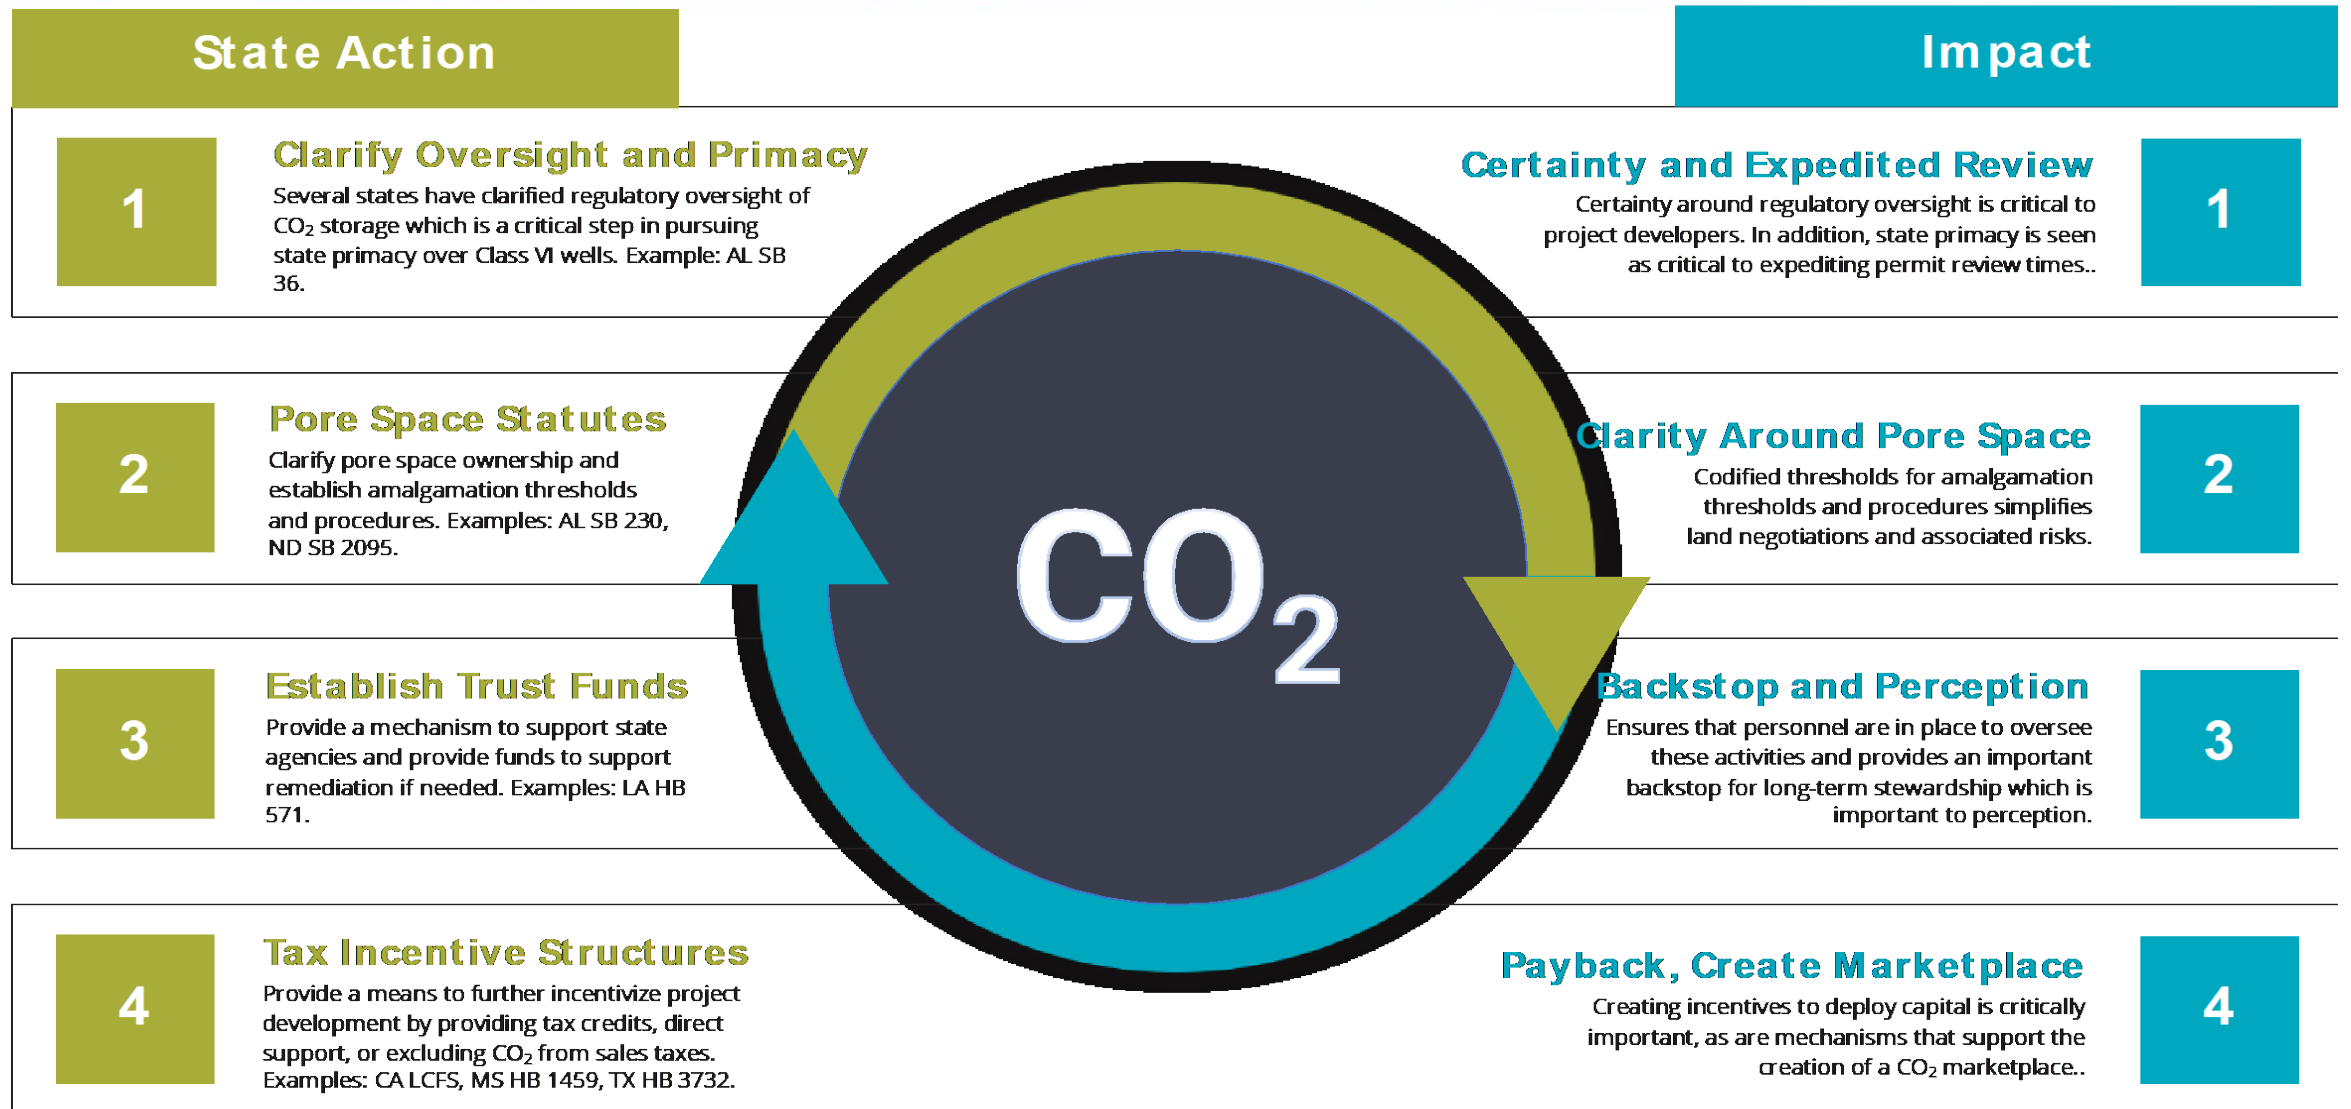 State Action
Impact
1
Clarify Oversight and Primacy
Several states have clarified regulatory oversight of
CO₂ storage which is a critical step in pursuing
state primacy over Class VI wells. Example: AL SB
36.
Certainty and Expedited Review
Certainty around regulatory oversight is critical to
project developers. In addition, state primacy is seen
as critical to expediting permit review times..
1
2
Pore Space Statutes
Clarify pore space ownership and
establish amalgamation thresholds
and procedures. Examples: AL SB 230,
ND SB 2095.
CO₂
Clarity Around Pore Space
Codified thresholds for amalgamation
thresholds and procedures simplifies
land negotiations and associated risks.
2
3
Establish Trust Funds
Provide a mechanism to support state
agencies and provide funds to support
remediation if needed. Examples: LA HB
571.
Backstop and Perception
Ensures that personnel are in place to oversee
these activities and provides an important
backstop for long-term stewardship which is
important to perception.
3
4
Tax Incentive Structures
Provide a means to further incentivize project
development by providing tax credits, direct
support, or excluding CO₂ from sales taxes.
Examples: CA LCFS, MS HB 1459, TX HB 3732.
Payback, Create Marketplace
Creating incentives to deploy capital is critically
important, as are mechanisms that support the
creation of a CO₂ marketplace..
4